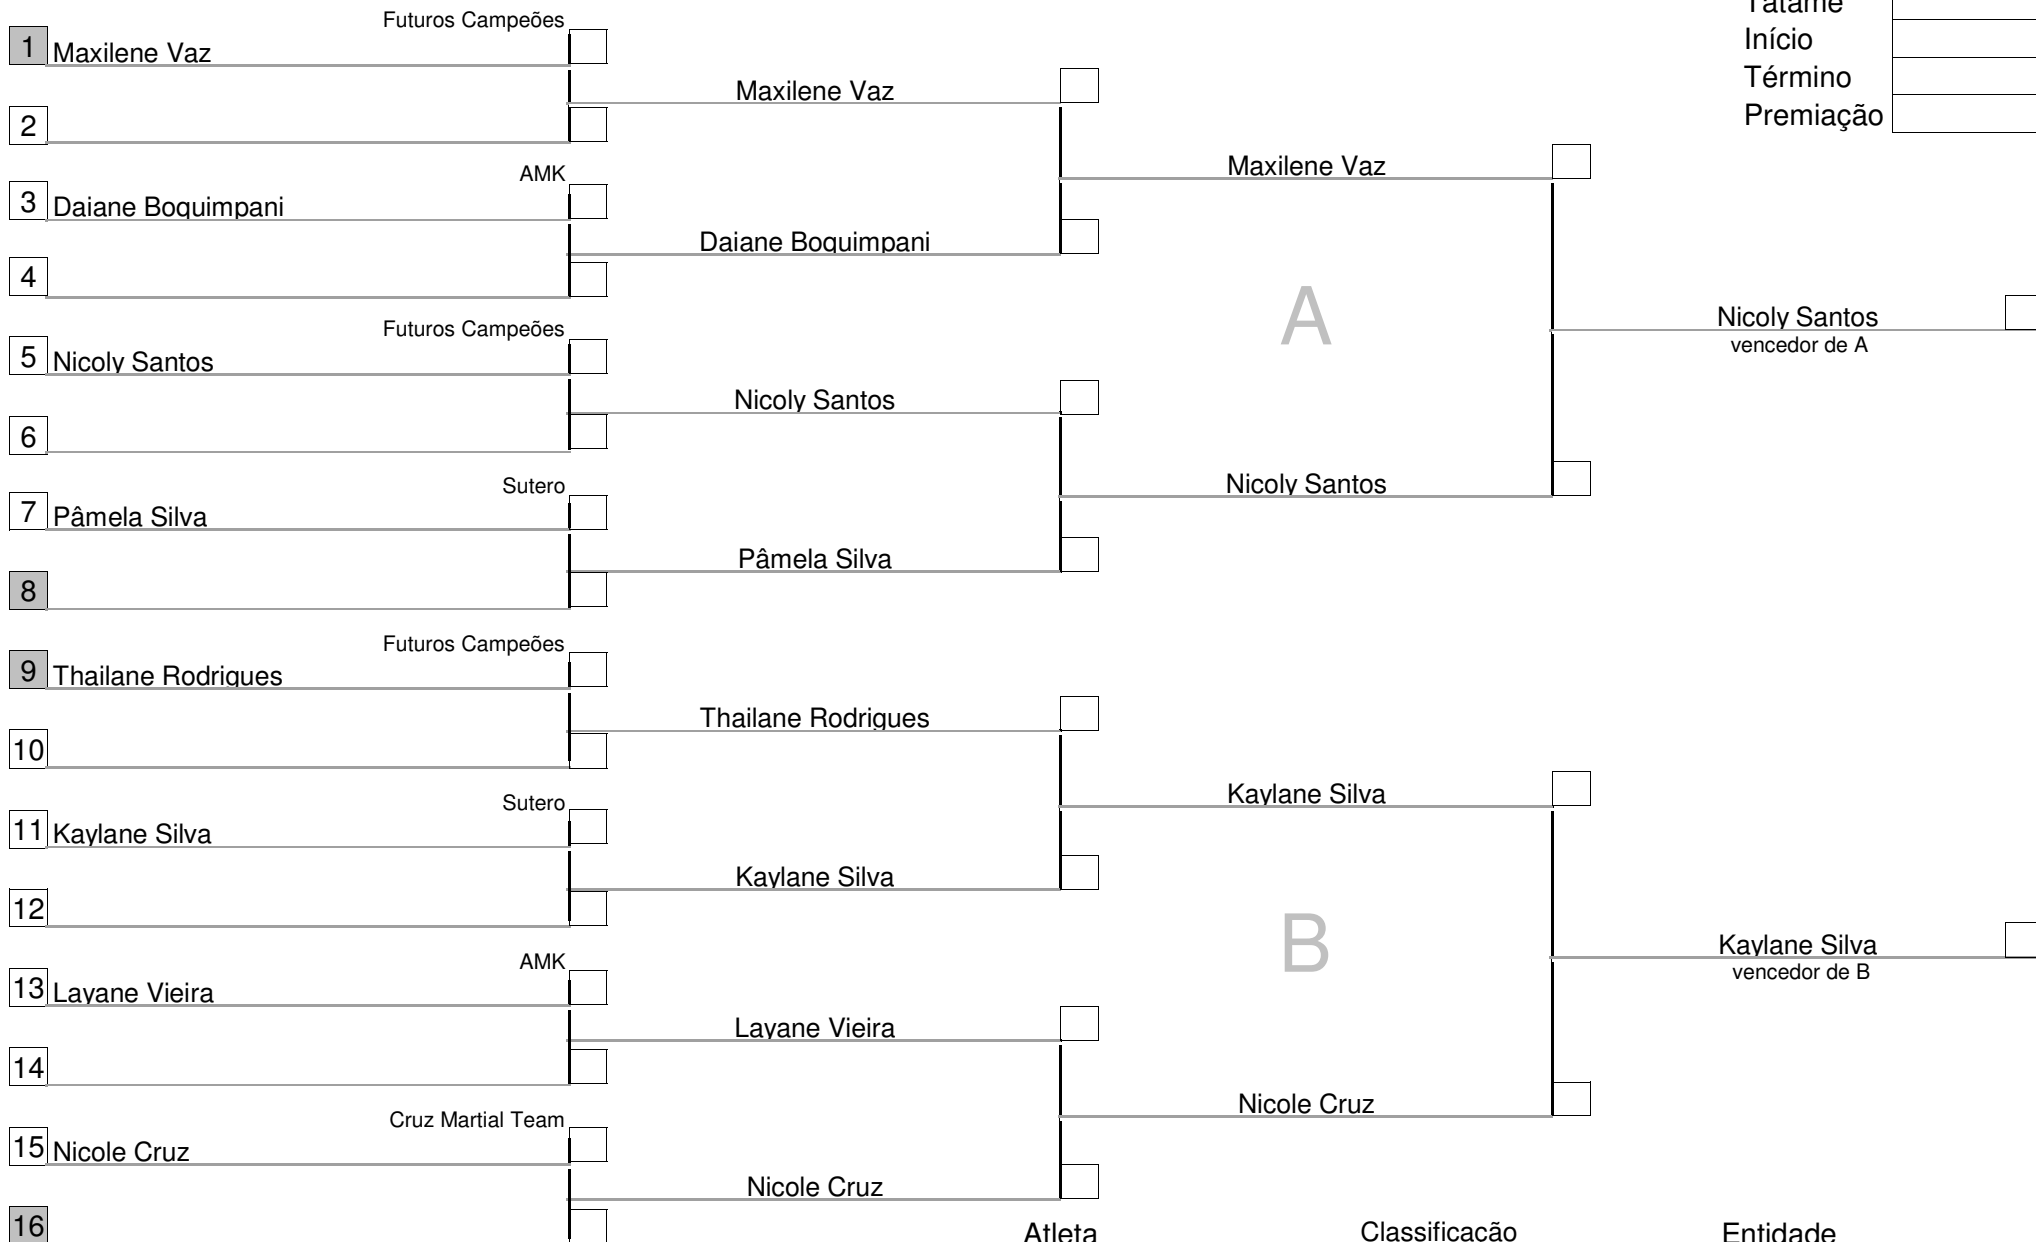 Tatame
Futuros Campeões
Início
1 Maxilene Vaz
Término
Maxilene Vaz
2
Premiação
AMK
Maxilene Vaz
3 Daiane Boquimpani
Daiane Boquimpani
4
A
Futuros Campeões
Nicoly Santos
vencedor de A
5 Nicoly Santos
Nicoly Santos
6
Sutero
Nicoly Santos
7 Pâmela Silva
Pâmela Silva
8
Futuros Campeões
9 Thailane Rodrigues
Thailane Rodrigues
10
Sutero
Kaylane Silva
11 Kaylane Silva
Kaylane Silva
12
B
Kaylane Silva
AMK
vencedor de B
13 Layane Vieira
Layane Vieira
14
Nicole Cruz
Cruz Martial Team
15 Nicole Cruz
Nicole Cruz
16
Atleta Classificação Entidade